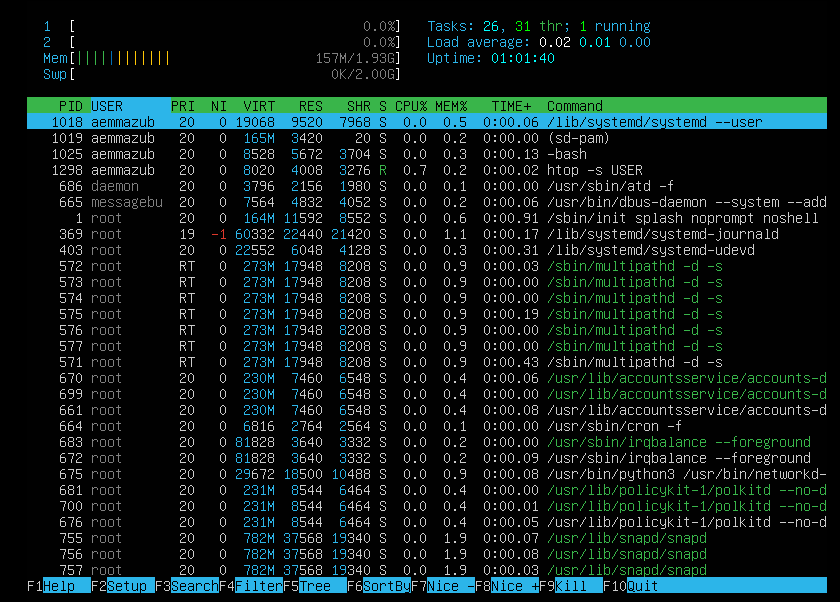 1 [ 0.0%] Tasks: 26, 31 thr; 1 running
2 [ 0.0%] Load average: 0.02 0.01 0.00
Mem[|||||||||||| 157M/1.93G] Uptime: 01:01:40
Swp[ 0K/2.00G]
PID USER PRI NI VIRT RES SHR S CPU% MEM% TIME+ Command
1018 aemmazub 20 0 19068 9520 7968 S 0.0 0.5 0:00.06 /lib/systemd/systemd --user
1019 aemmazub 20 0 165M 3420 20 S 0.0 0.2 0:00.00 (sd-pam)
1025 aemmazub 20 0 8528 5672 3704 S 0.0 0.3 0:00.13 -bash
1298 aemmazub 20 0 8020 4008 3276 R 0.7 0.2 0:00.02 htop -s USER
686 daemon 20 0 3796 2156 1980 S 0.0 0.1 0:00.00 /usr/sbin/atd -f
665 messagebu 20 0 7564 4832 4052 S 0.0 0.2 0:00.06 /usr/bin/dbus-daemon --system --add
1 root 20 0 164M 11592 8552 S 0.0 0.6 0:00.91 /sbin/init splash noprompt noshell
369 root 19 -1 60332 22440 21420 S 0.0 1.1 0:00.17 /lib/systemd/systemd-journald
403 root 20 0 22552 6048 4128 S 0.0 0.3 0:00.31 /lib/systemd/systemd-udevd
572 root RT 0 273M 17948 8208 S 0.0 0.9 0:00.03 /sbin/multipathd -d -s
573 root RT 0 273M 17948 8208 S 0.0 0.9 0:00.00 /sbin/multipathd -d -s
574 root RT 0 273M 17948 8208 S 0.0 0.9 0:00.00 /sbin/multipathd -d -s
575 root RT 0 273M 17948 8208 S 0.0 0.9 0:00.19 /sbin/multipathd -d -s
576 root RT 0 273M 17948 8208 S 0.0 0.9 0:00.00 /sbin/multipathd -d -s
577 root RT 0 273M 17948 8208 S 0.0 0.9 0:00.00 /sbin/multipathd -d -s
571 root RT 0 273M 17948 8208 S 0.0 0.9 0:00.43 /sbin/multipathd -d -s
670 root 20 0 230M 7460 6548 S 0.0 0.4 0:00.06 /usr/lib/accountsservice/accounts-d
699 root 20 0 230M 7460 6548 S 0.0 0.4 0:00.00 /usr/lib/accountsservice/accounts-d
661 root 20 0 230M 7460 6548 S 0.0 0.4 0:00.08 /usr/lib/accountsservice/accounts-d
664 root 20 0 6816 2764 2564 S 0.0 0.1 0:00.00 /usr/sbin/cron -f
683 root 20 0 81828 3640 3332 S 0.0 0.2 0:00.00 /usr/sbin/irqbalance --foreground
672 root 20 0 81828 3640 3332 S 0.0 0.2 0:00.09 /usr/sbin/irqbalance --foreground
675 root 20 0 29672 18500 10488 S 0.0 0.9 0:00.08 /usr/bin/python3 /usr/bin/networkd-
681 root 20 0 231M 8544 6464 S 0.0 0.4 0:00.00 /usr/lib/policykit-1/polkitd --no-d
700 root 20 0 231M 8544 6464 S 0.0 0.4 0:00.01 /usr/lib/policykit-1/polkitd --no-d
676 root 20 0 231M 8544 6464 S 0.0 0.4 0:00.05 /usr/lib/policykit-1/polkitd --no-d
755 root 20 0 782M 37568 19340 S 0.0 1.9 0:00.07 /usr/lib/snapd/snapd
756 root 20 0 782M 37568 19340 S 0.0 1.9 0:00.08 /usr/lib/snapd/snapd
757 root 20 0 782M 37568 19340 S 0.0 1.9 0:00.03 /usr/lib/snapd/snapd
F1Help F2Setup F3SearchF4FilterF5Tree F6SortByF7Nice -F8Nice +F9Kill F10Quit